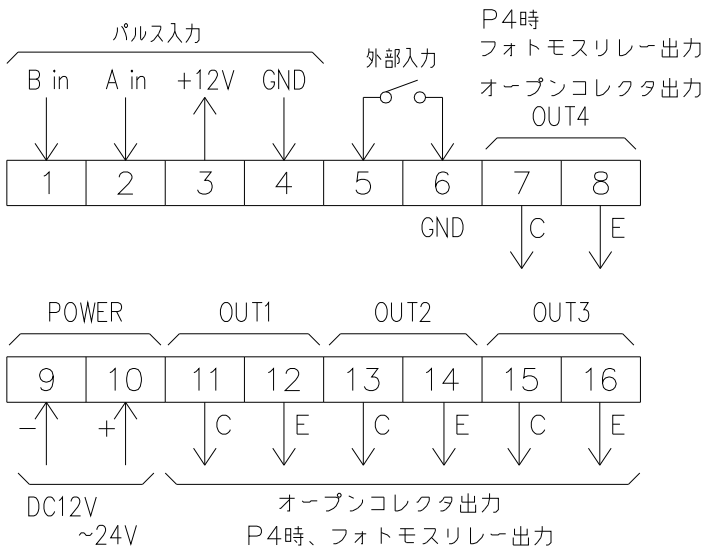 P4時
パルス入力
フォトモスリレー出力
外部入力
B in A in +12V GND
オープンコレクタ出力
OUT4
1 2 3 4 5 6 7 8
GND C E
POWER OUT1 OUT2 OUT3
9 10 11 12 13 14 15 16
- + C E C E C E
DC12V
~24V
オープンコレクタ出力
P4時、フォトモスリレー出力